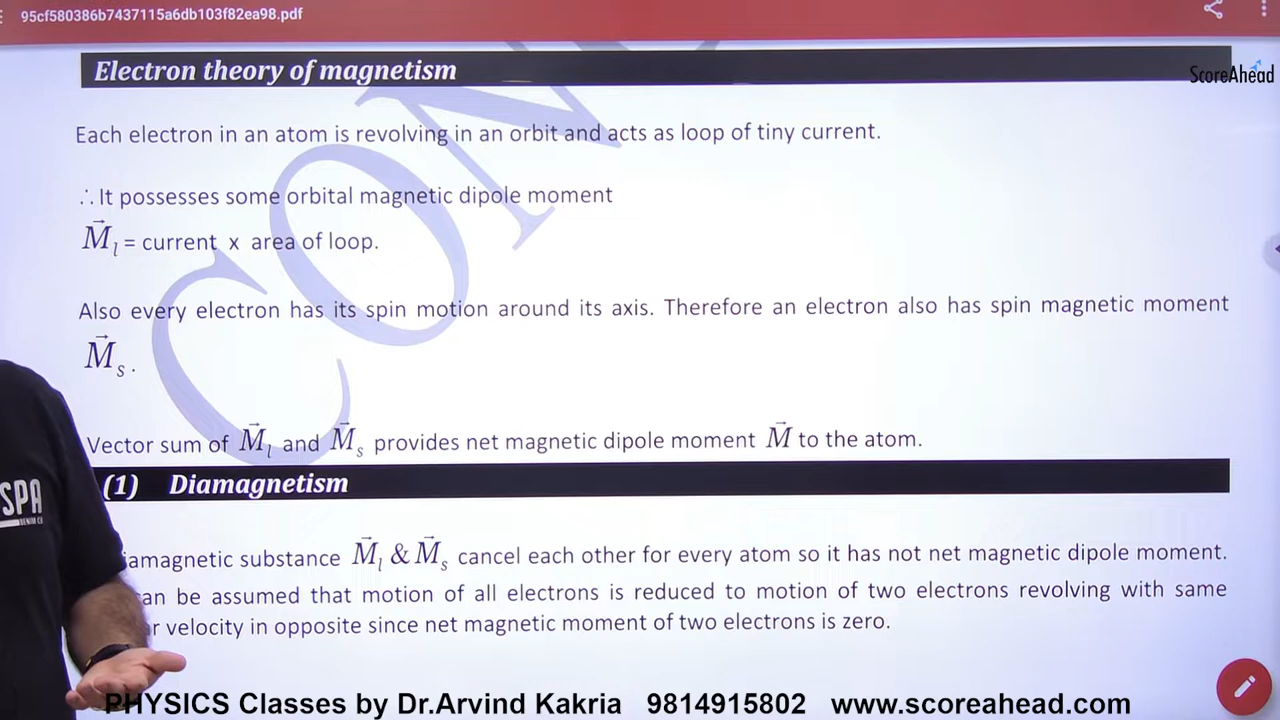 95cf580386b7437115a6db103f82ea98.pdf
Electron theory of magnetism
ScoreAhead
Each electron in an atom is revolving in an orbit and acts as loop of tiny current.
∴ It possesses some orbital magnetic dipole moment
M⃗ₗ = current x area of loop.
Also every electron has its spin motion around its axis. Therefore an electron also has spin magnetic moment
M⃗ₛ.
Vector sum of M⃗ₗ and M⃗ₛ provides net magnetic dipole moment M⃗ to the atom.
(1) Diamagnetism
iamagnetic substance M⃗ₗ & M⃗ₛ cancel each other for every atom so it has not net magnetic dipole moment.
an be assumed that motion of all electrons is reduced to motion of two electrons revolving with same
r velocity in opposite since net magnetic moment of two electrons is zero.
SPA
DENIM CO
PHYSICS Classes by Dr.Arvind Kakria 9814915802 www.scoreahead.com